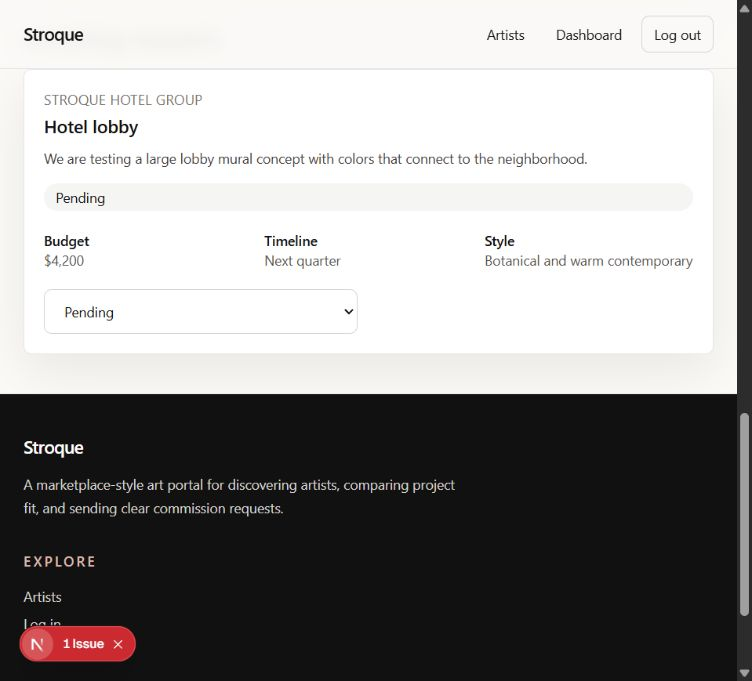 Stroque
Artists
Dashboard
Log out
STROQUE HOTEL GROUP
Hotel lobby
We are testing a large lobby mural concept with colors that connect to the neighborhood.
Pending
Budget
Timeline
Style
$4,200
Next quarter
Botanical and warm contemporary
Pending
Stroque
A marketplace-style art portal for discovering artists, comparing project
fit, and sending clear commission requests.
EXPLORE
Artists
Log in
N
1 issue